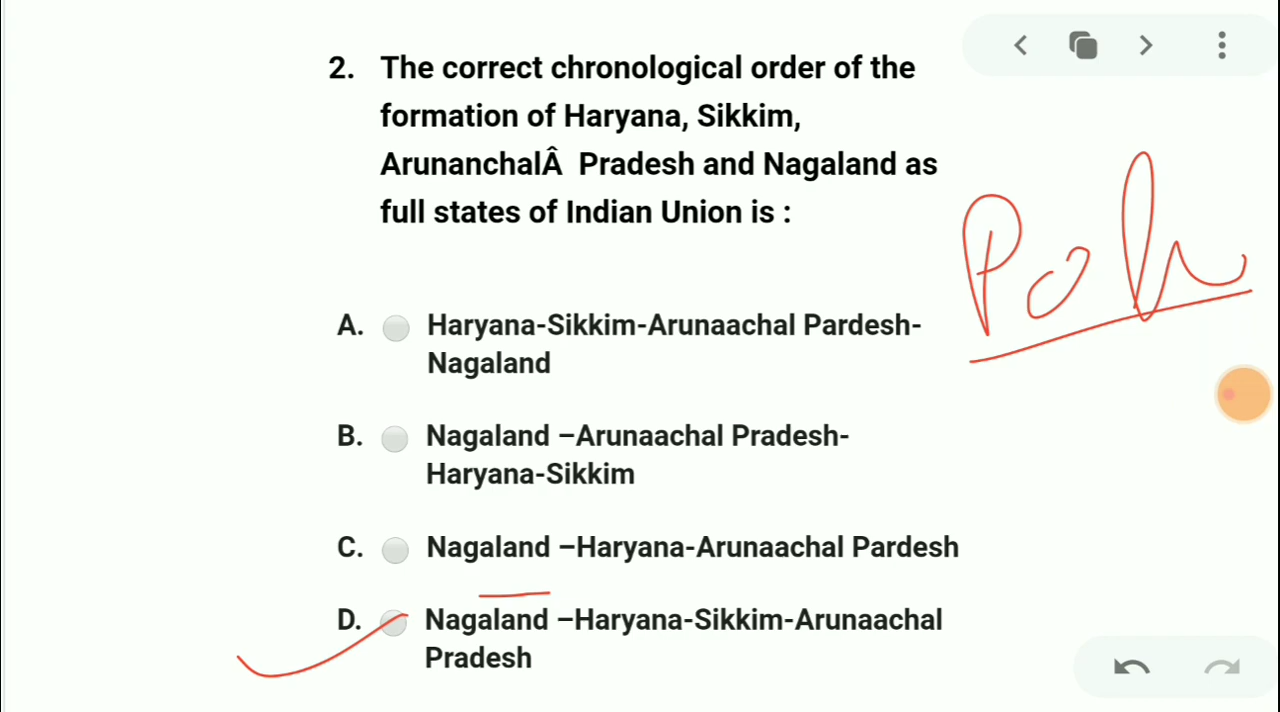 2. The correct chronological order of the
formation of Haryana, Sikkim,
ArunanchalÂ Pradesh and Nagaland as
full states of Indian Union is :
A. Haryana-Sikkim-Arunaachal Pardesh-
Nagaland
B. Nagaland –Arunaachal Pradesh-
Haryana-Sikkim
C. Nagaland –Haryana-Arunaachal Pardesh
D. Nagaland –Haryana-Sikkim-Arunaachal
Pradesh